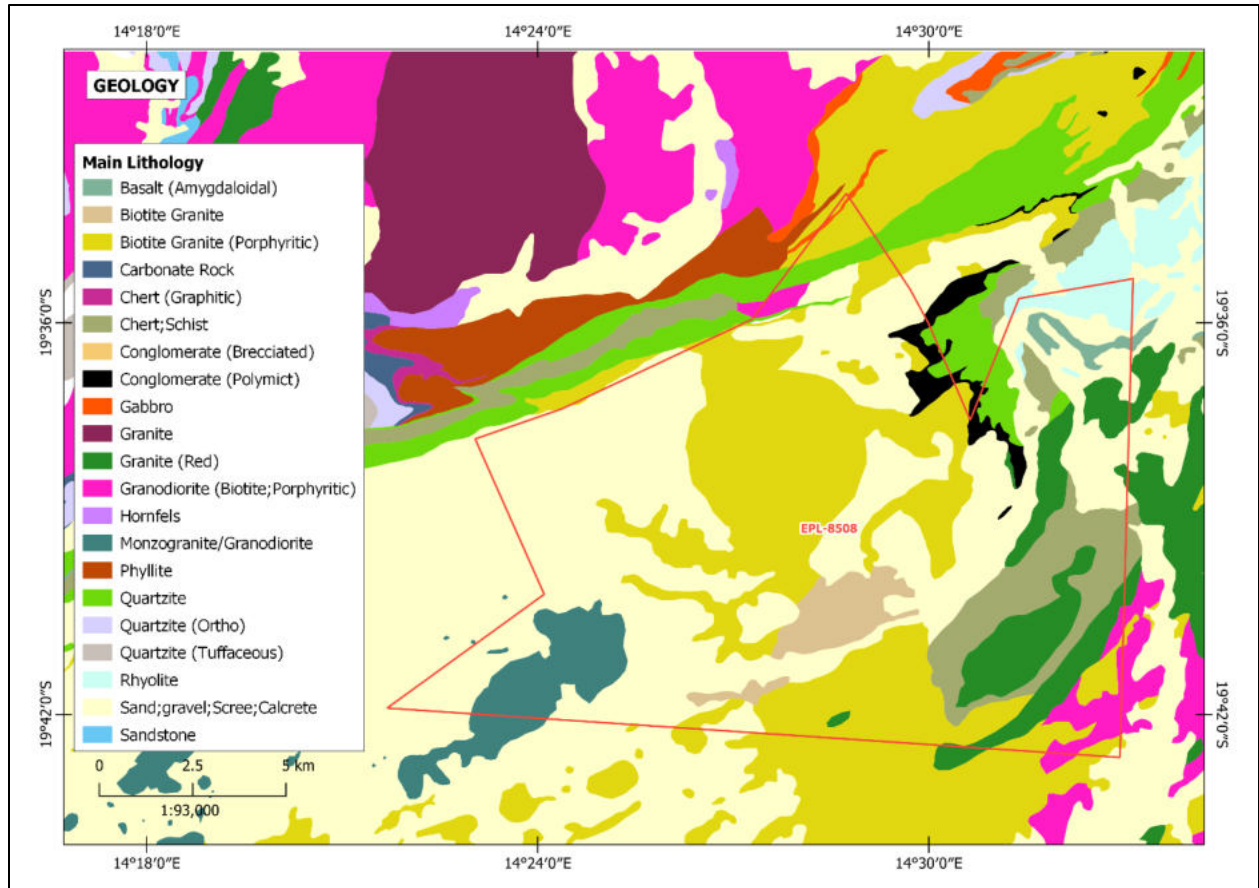 14°18'0"E 14°24'0"E 14°30'0"E
GEOLOGY
Main Lithology
Basalt (Amygdaloidal)
Biotite Granite
Biotite Granite (Porphyritic)
Carbonate Rock
Chert (Graphitic)
Chert;Schist
Conglomerate (Brecciated)
Conglomerate (Polymict)
Gabbro
Granite
Granite (Red)
Granodiorite (Biotite;Porphyritic)
Hornfels
Monzogranite/Granodiorite
Phyllite
Quartzite
Quartzite (Ortho)
Quartzite (Tuffaceous)
Rhyolite
Sand;gravel;Scree;Calcrete
Sandstone
0 2.5 5 km
1:93,000
19°36'0"S
19°42'0"S
EPL-8508
19°36'0"S
19°42'0"S
14°18'0"E 14°24'0"E 14°30'0"E